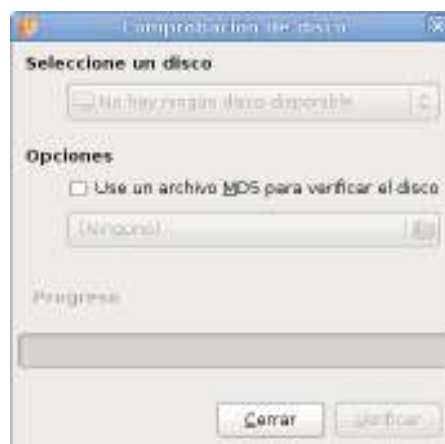 Comprobación de disco
Seleccione un disco
No hay ningún disco disponible
Opciones
Use un archivo MD5 para verificar el disco
(Ninguno)
Progreso
Cerrar
Verificar